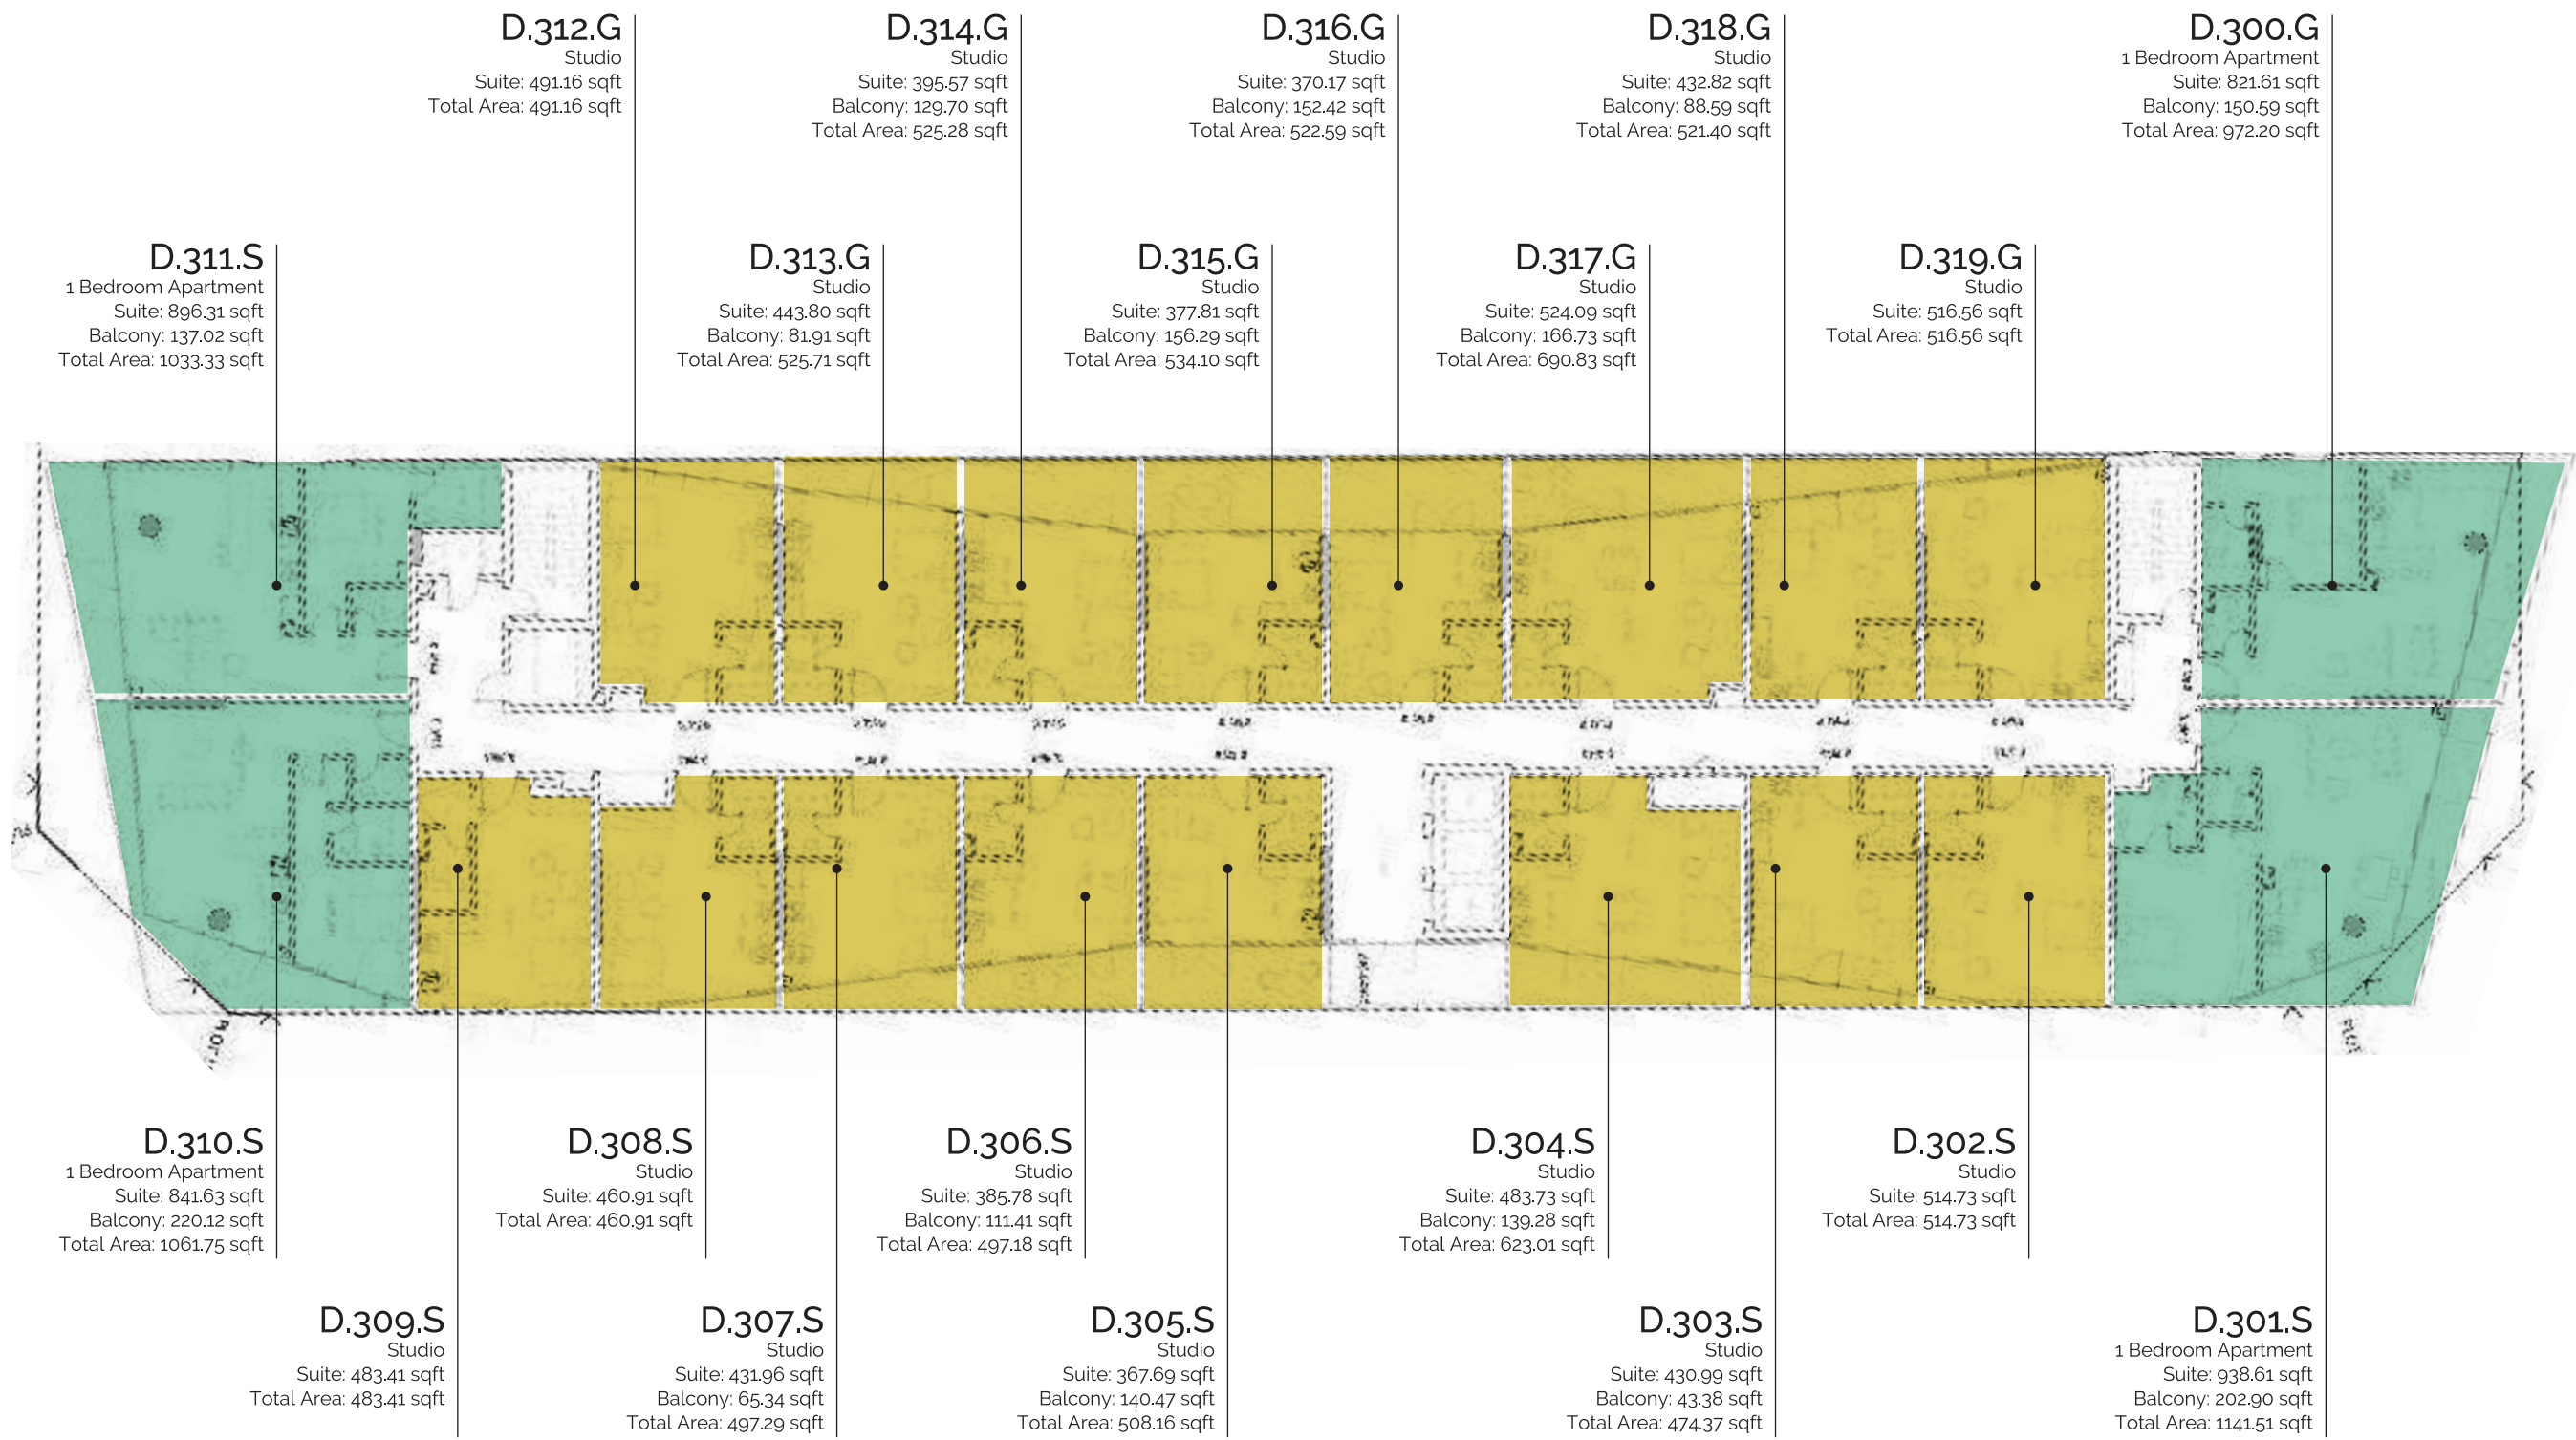 D.312.G
Studio
Suite: 491.16 sqft
Total Area: 491.16 sqft
D.314.G
Studio
Suite: 395.57 sqft
Balcony: 129.70 sqft
Total Area: 525.28 sqft
D.316.G
Studio
Suite: 370.17 sqft
Balcony: 152.42 sqft
Total Area: 522.59 sqft
D.318.G
Studio
Suite: 432.82 sqft
Balcony: 88.59 sqft
Total Area: 521.40 sqft
D.300.G
1 Bedroom Apartment
Suite: 821.61 sqft
Balcony: 150.59 sqft
Total Area: 972.20 sqft
D.311.S
1 Bedroom Apartment
Suite: 896.31 sqft
Balcony: 137.02 sqft
Total Area: 1033.33 sqft
D.313.G
Studio
Suite: 443.80 sqft
Balcony: 81.91 sqft
Total Area: 525.71 sqft
D.315.G
Studio
Suite: 377.81 sqft
Balcony: 156.29 sqft
Total Area: 534.10 sqft
D.317.G
Studio
Suite: 524.09 sqft
Balcony: 166.73 sqft
Total Area: 690.83 sqft
D.319.G
Studio
Suite: 516.56 sqft
Total Area: 516.56 sqft
D.310.S
1 Bedroom Apartment
Suite: 841.63 sqft
Balcony: 220.12 sqft
Total Area: 1061.75 sqft
D.308.S
Studio
Suite: 460.91 sqft
Total Area: 460.91 sqft
D.306.S
Studio
Suite: 385.78 sqft
Balcony: 111.41 sqft
Total Area: 497.18 sqft
D.304.S
Studio
Suite: 483.73 sqft
Balcony: 139.28 sqft
Total Area: 623.01 sqft
D.302.S
Studio
Suite: 514.73 sqft
Total Area: 514.73 sqft
D.309.S
Studio
Suite: 483.41 sqft
Total Area: 483.41 sqft
D.307.S
Studio
Suite: 431.96 sqft
Balcony: 65.34 sqft
Total Area: 497.29 sqft
D.305.S
Studio
Suite: 367.69 sqft
Balcony: 140.47 sqft
Total Area: 508.16 sqft
D.303.S
Studio
Suite: 430.99 sqft
Balcony: 43.38 sqft
Total Area: 474.37 sqft
D.301.S
1 Bedroom Apartment
Suite: 938.61 sqft
Balcony: 202.90 sqft
Total Area: 1141.51 sqft